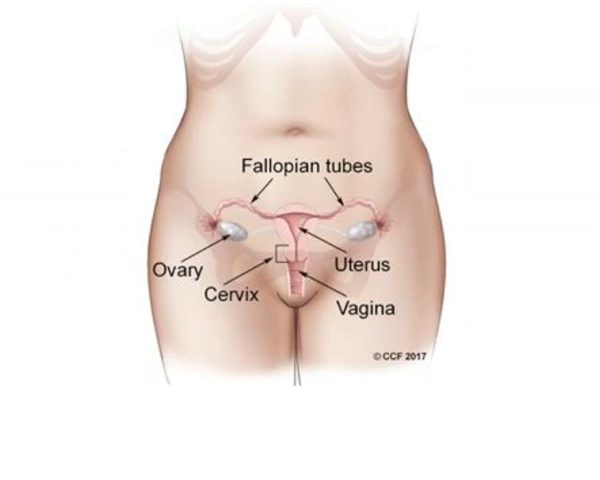 Fallopian tubes
Ovary
Uterus
Cervix
Vagina
©CCF 2017